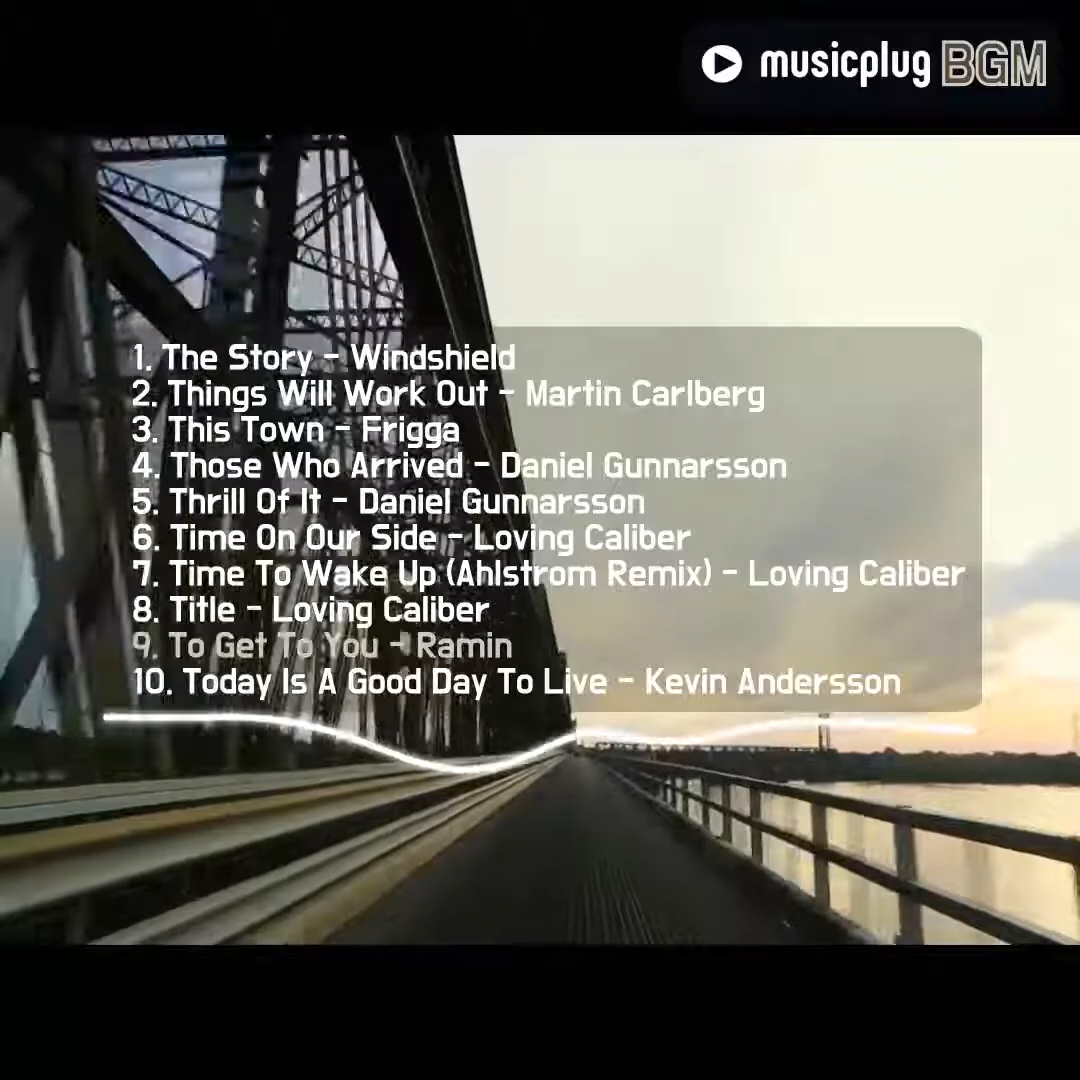 musicplug BGM
1. The Story - Windshield
2. Things Will Work Out - Martin Carlberg
3. This Town - Frigga
4. Those Who Arrived - Daniel Gunnarsson
5. Thrill Of It - Daniel Gunnarsson
6. Time On Our Side - Loving Caliber
7. Time To Wake Up (Ahlstrom Remix) - Loving Caliber
8. Title - Loving Caliber
9. To Get To You - Ramin
10. Today Is A Good Day To Live - Kevin Andersson